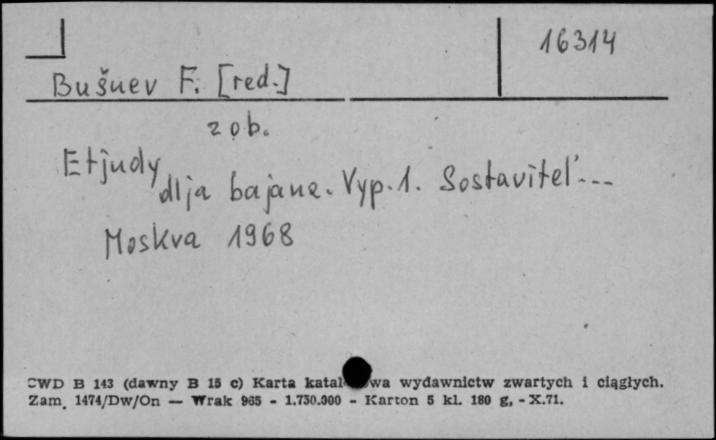 16314
Bušuev F. [red.]
zob.
Etjudy
dlja bajana. Vyp. 1. Sostavitel'...
Moskva 1968
CWD B 143 (dawny B 15 c) Karta katal wa wydawnictw zwartych i ciągłych.
Zam. 1474/Dw/On — Wrak 965 - 1.730.000 - Karton 5 kl. 180 g, - X.71.